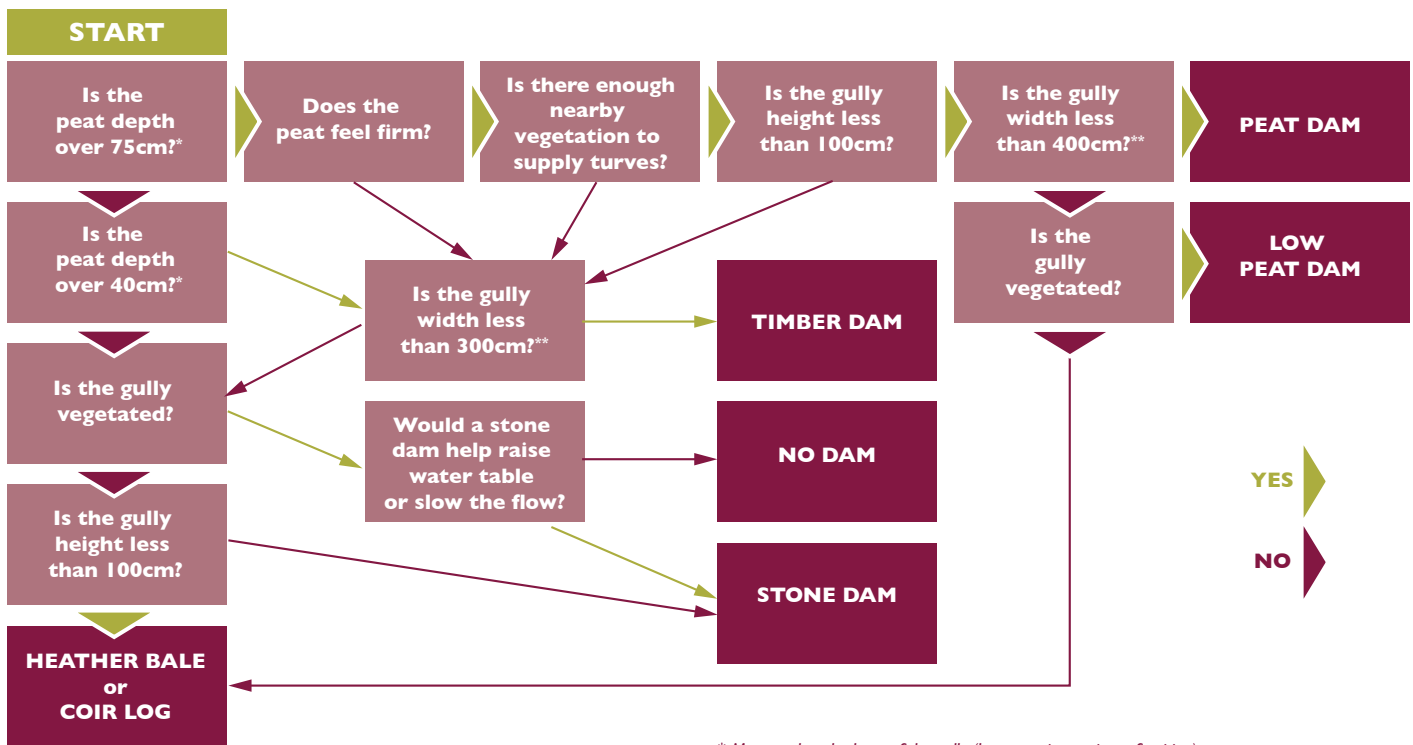 START
Is the
peat depth
over 75cm?*
Does the
peat feel firm?
Is there enough
nearby
vegetation to
supply turves?
Is the gully
height less
than 100cm?
Is the gully
width less
than 400cm?**
PEAT DAM
Is the
peat depth
over 40cm?*
Is the
gully
vegetated?
LOW
PEAT DAM
Is the gully
width less
than 300cm?**
TIMBER DAM
Is the gully
vegetated?
Would a stone
dam help raise
water table
or slow the flow?
NO DAM
YES
Is the gully
height less
than 100cm?
NO
STONE DAM
HEATHER BALE
or
COIR LOG